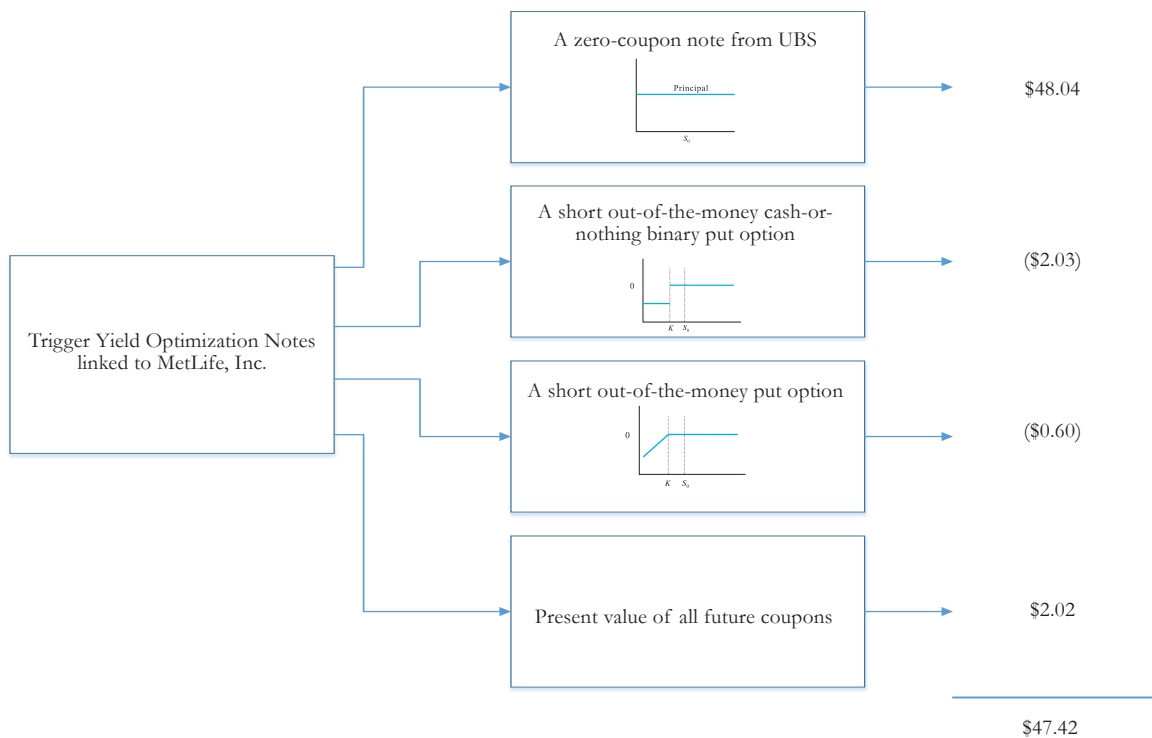 A zero-coupon note from UBS
Principal
S0
$48.04
A short out-of-the-money cash-or-
nothing binary put option
0
K
S0
($2.03)
Trigger Yield Optimization Notes
linked to MetLife, Inc.
A short out-of-the-money put option
0
K
S0
($0.60)
Present value of all future coupons
$2.02
$47.42